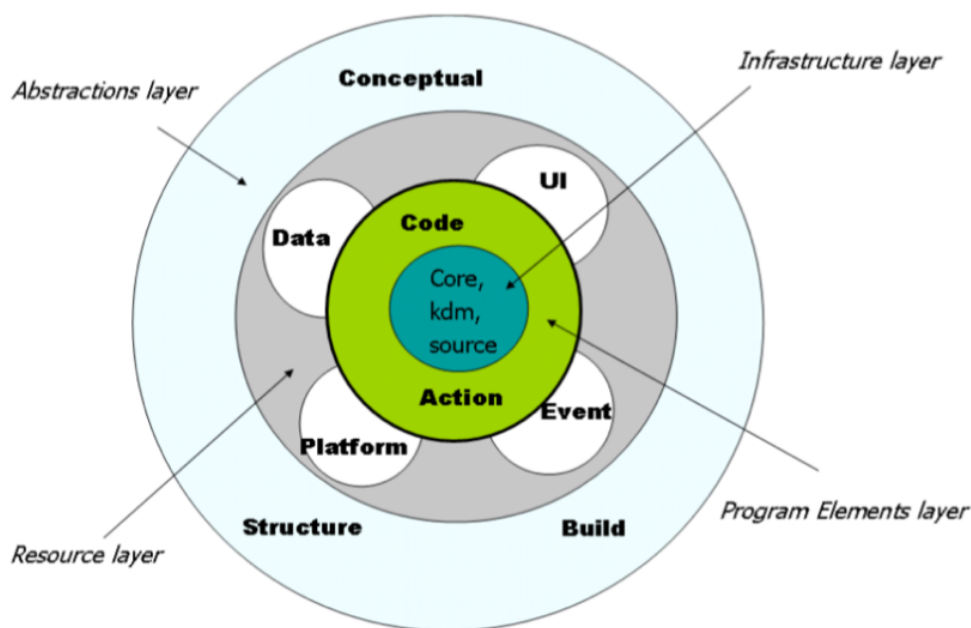 Conceptual
Infrastructure layer
Abstractions layer
UI
Code
Data
Core,
kdm,
source
Action
Event
Platform
Program Elements layer
Structure
Build
Resource layer